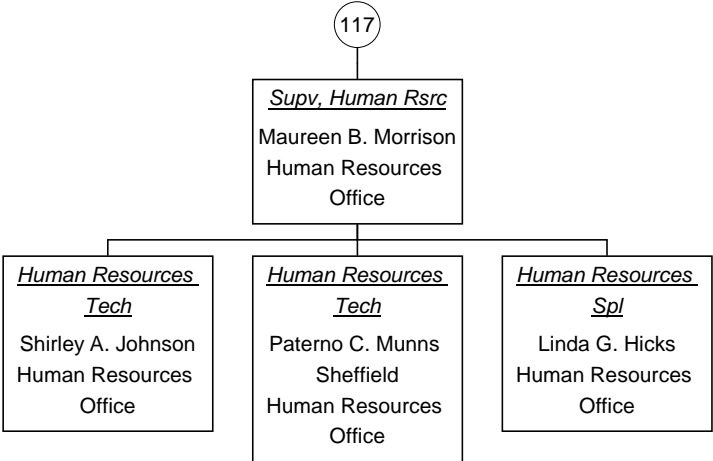 117
Supv, Human Rsrc
Maureen B. Morrison
Human Resources
Office
Human Resources
Tech
Shirley A. Johnson
Human Resources
Office
Human Resources
Tech
Paterno C. Munns
Sheffield
Human Resources
Office
Human Resources
Spl
Linda G. Hicks
Human Resources
Office